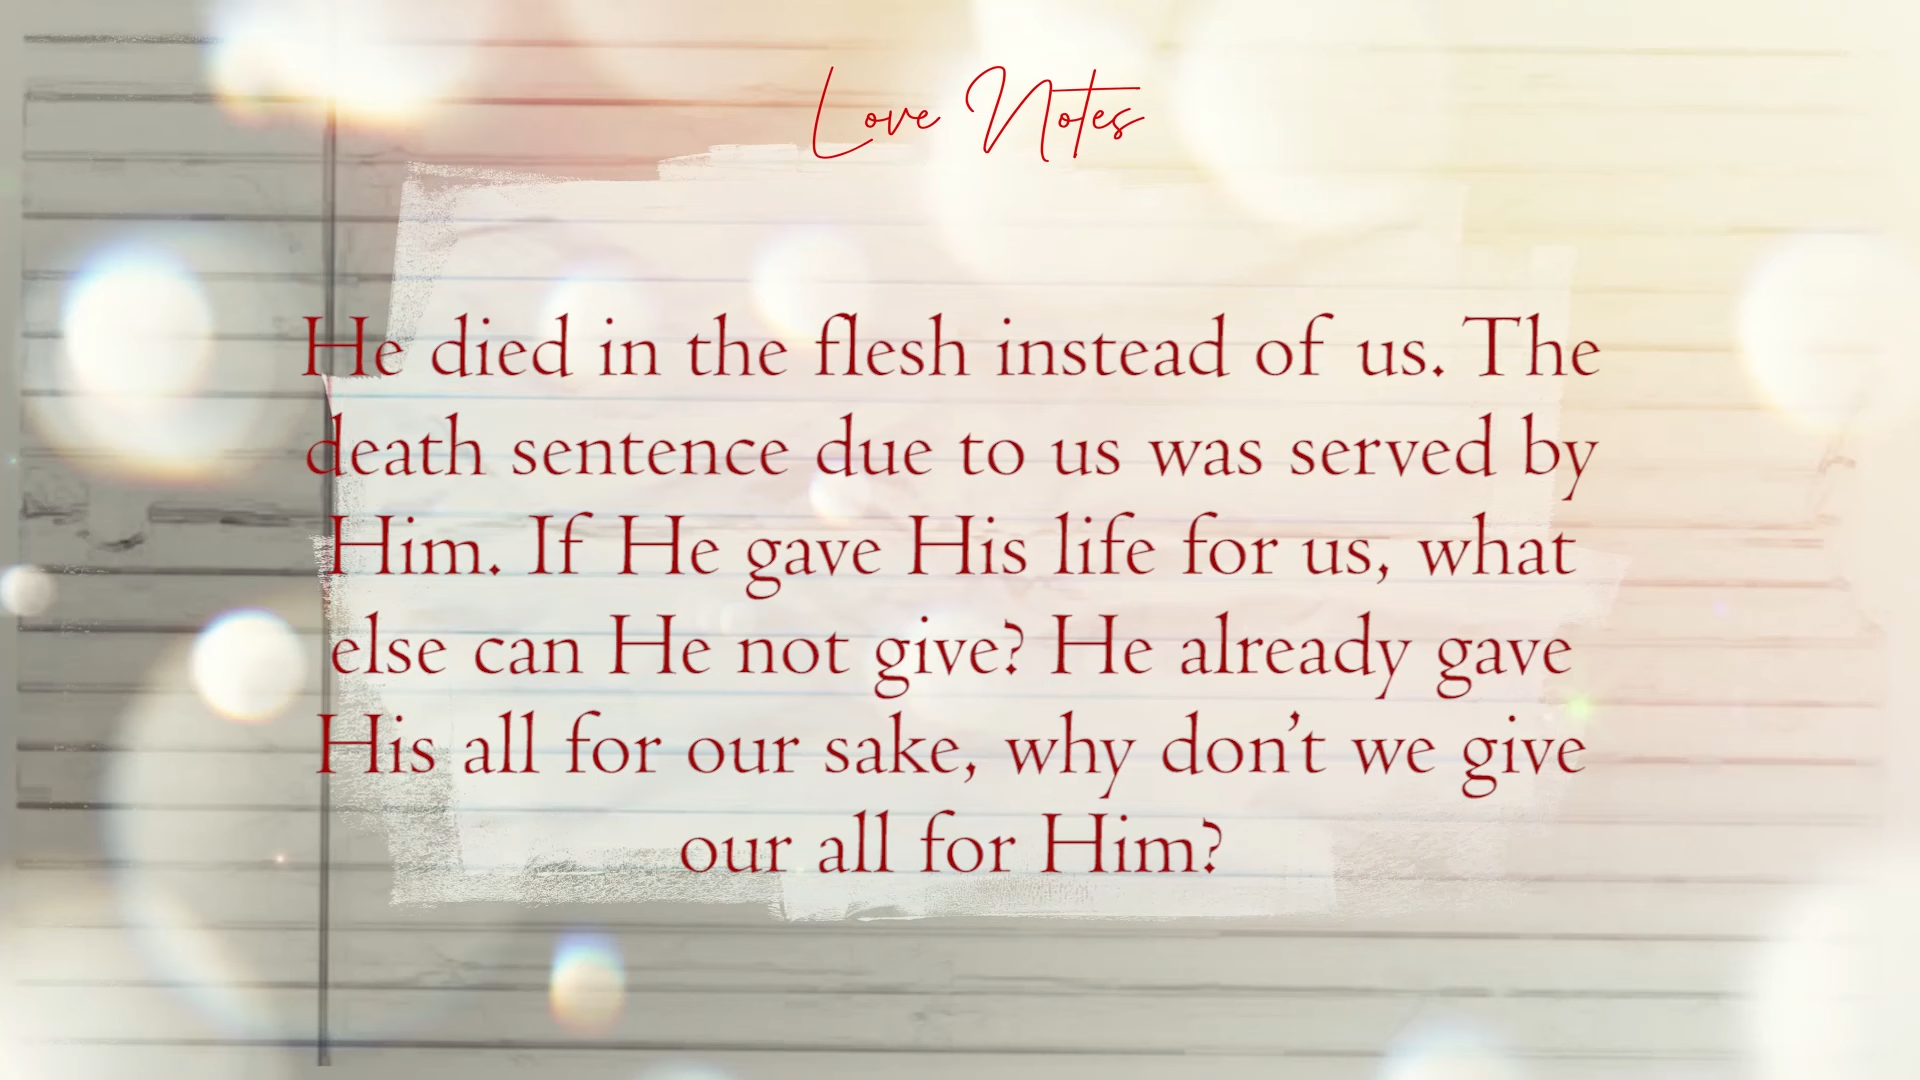 Love Notes
He died in the flesh instead of us. The
death sentence due to us was served by
Him. If He gave His life for us, what
else can He not give? He already gave
His all for our sake, why don’t we give
our all for Him?